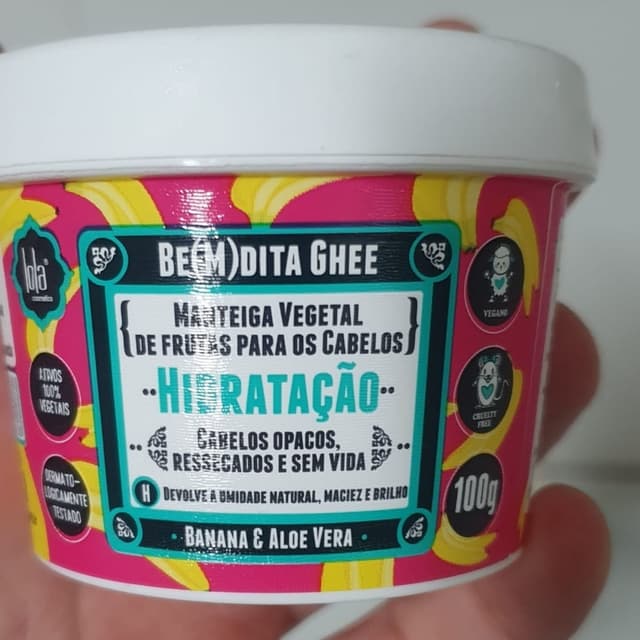 lola
cosmetics
BE(M)DITA GHEE
MANTEIGA VEGETAL
DE FRUTAS PARA OS CABELOS
HIDRATAÇÃO
CABELOS OPACOS,
RESSECADOS E SEM VIDA
H DEVOLVE A UMIDADE NATURAL, MACIEZ E BRILHO
BANANA & ALOE VERA
ATIVOS
100%
VEGETAIS
DERMATO-
LOGICAMENTE
TESTADO
VEGANO
CRUELTY
FREE
100g